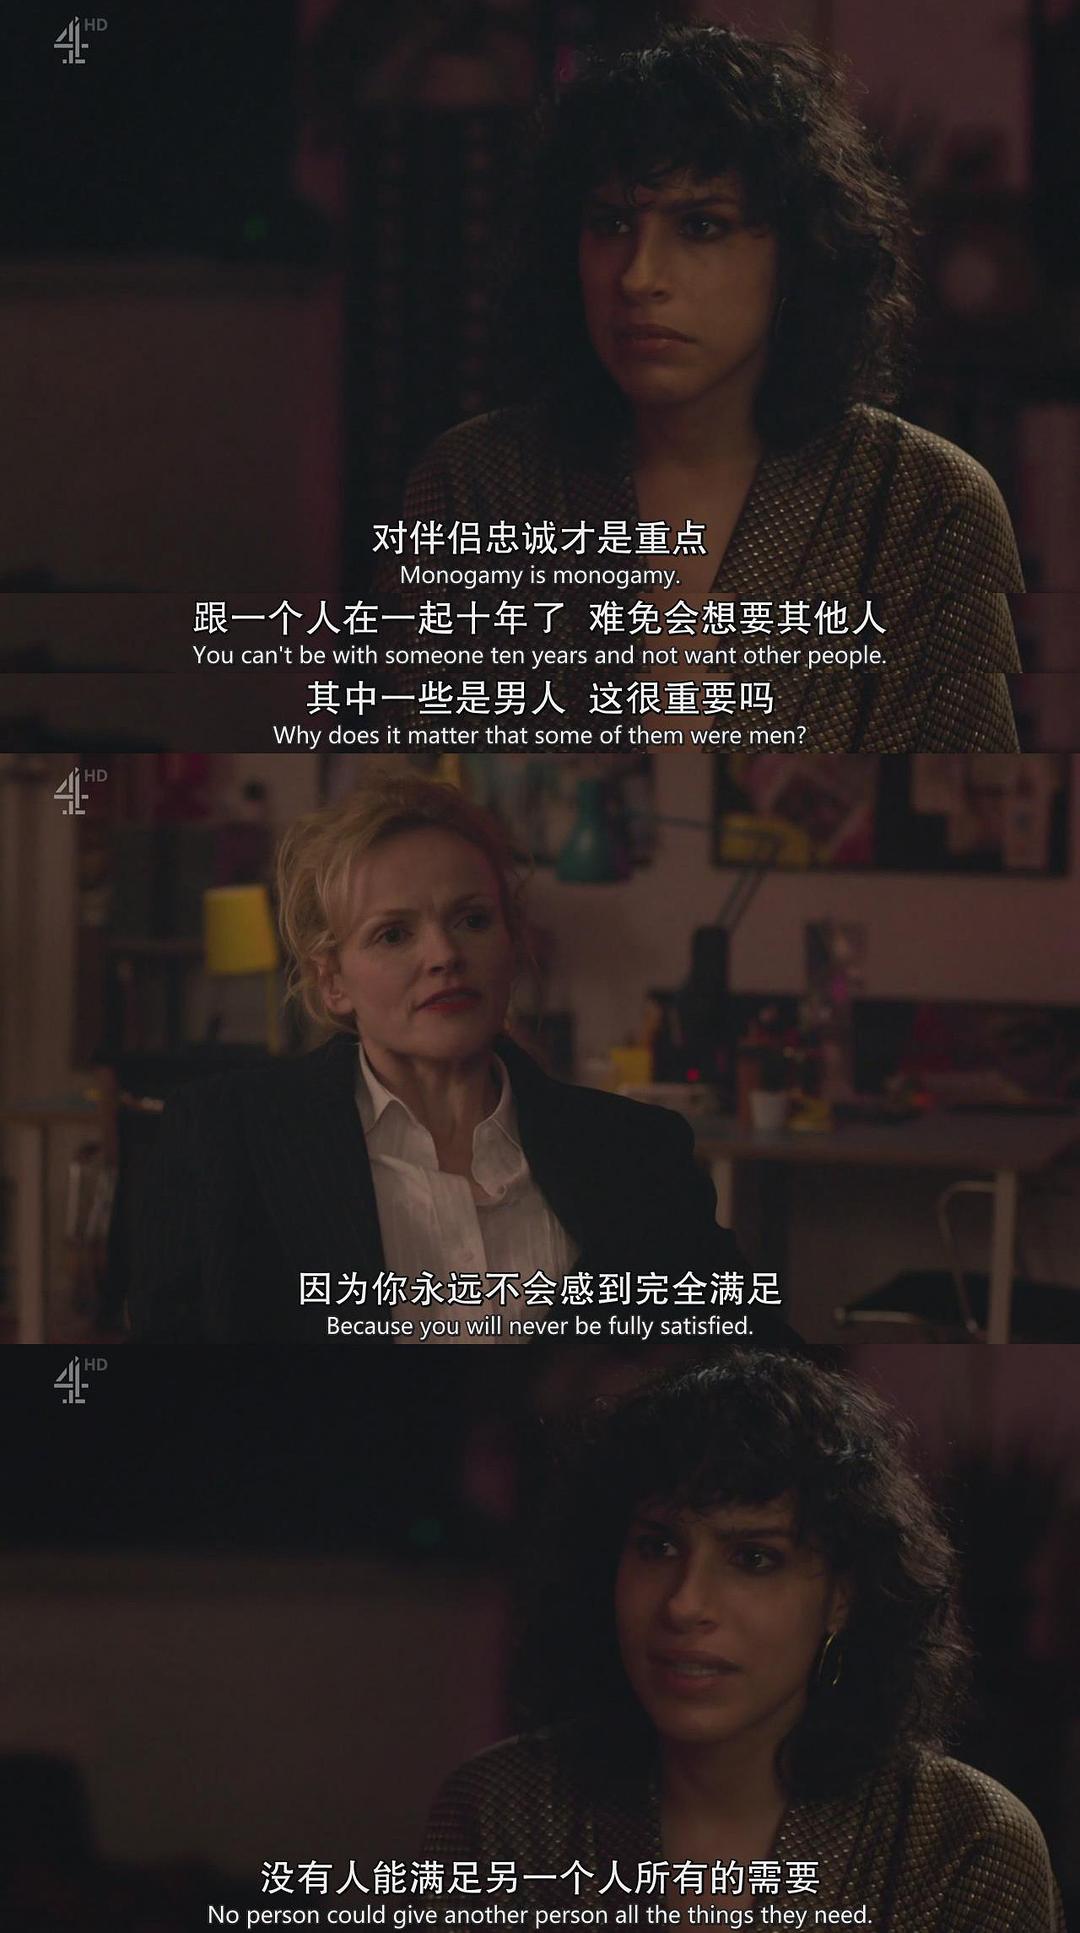 4HD
对伴侣忠诚才是重点
Monogamy is monogamy.
跟一个人在一起十年了 难免会想要其他人
You can't be with someone ten years and not want other people.
其中一些是男人 这很重要吗
Why does it matter that some of them were men?
4HD
因为你永远不会感到完全满足
Because you will never be fully satisfied.
4HD
没有人能满足另一个人所有的需要
No person could give another person all the things they need.